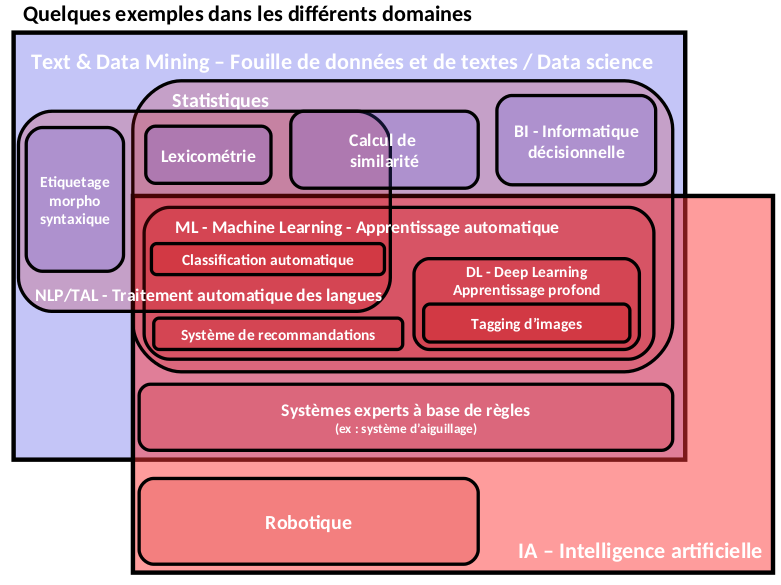 Quelques exemples dans les différents domaines
Text & Data Mining – Fouille de données et de textes / Data science
Statistiques
Lexicométrie
Calcul de
similarité
BI - Informatique
décisionnelle
Etiquetage
morpho
syntaxique
ML - Machine Learning - Apprentissage automatique
Classification automatique
DL - Deep Learning
Apprentissage profond
NLP/TAL - Traitement automatique des langues
Tagging d’images
Système de recommandations
Systèmes experts à base de règles
(ex : système d’aiguillage)
Robotique
IA – Intelligence artificielle